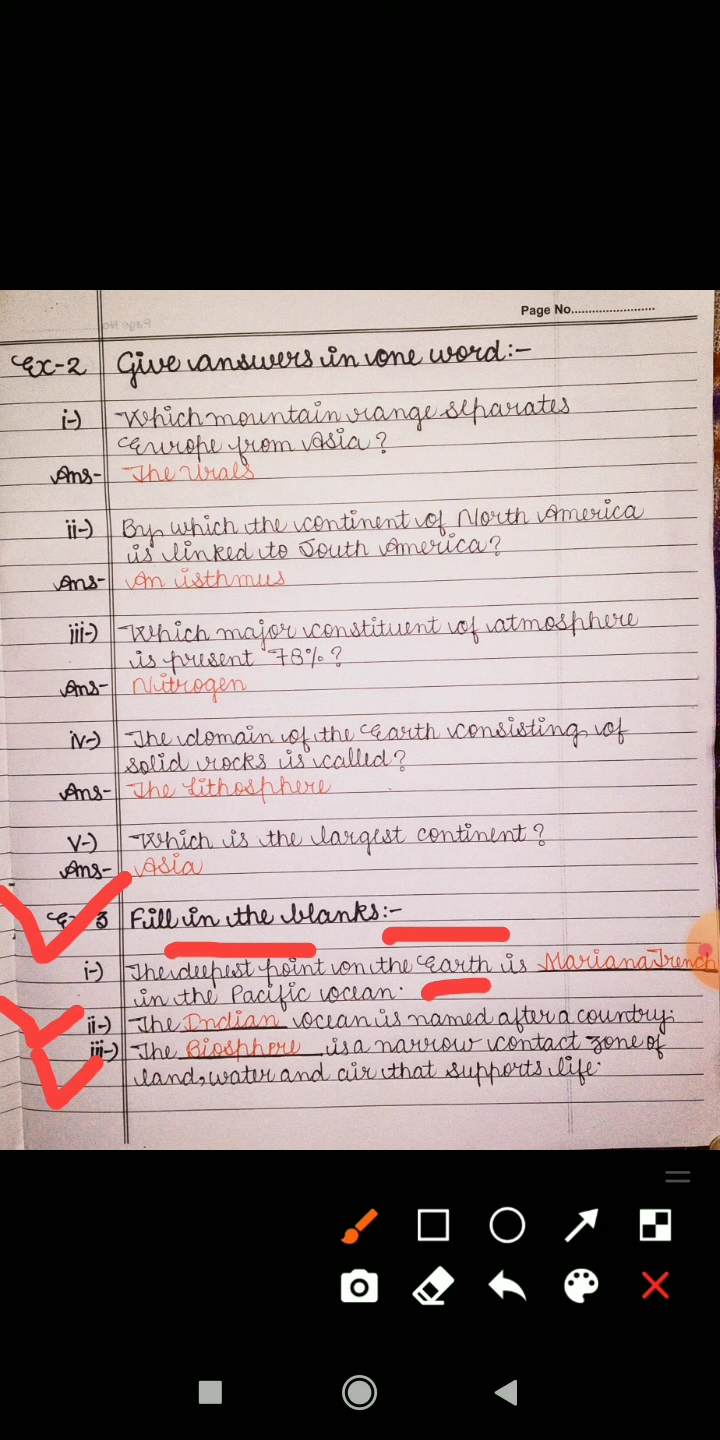 Page No.......................
Ex-2 Give answers in one word:-
i-) Which mountain range separates
Europe from Asia?
Ans- The Urals
ii-) By which the continent of North America
is linked to South America?
Ans- An isthmus
iii-) Which major constituent of atmosphere
is present 78%?
Ans- Nitrogen
iv-) The domain of the Earth consisting of
solid rocks is called?
Ans- The lithosphere
v-) Which is the largest continent?
Ans- Asia
Ex-3 Fill in the blanks:-
i-) The deepest point on the Earth is Mariana Trench
in the Pacific ocean.
ii-) The Indian ocean is named after a country.
iii-) The Biosphere is a narrow contact zone of
land, water and air that supports life.